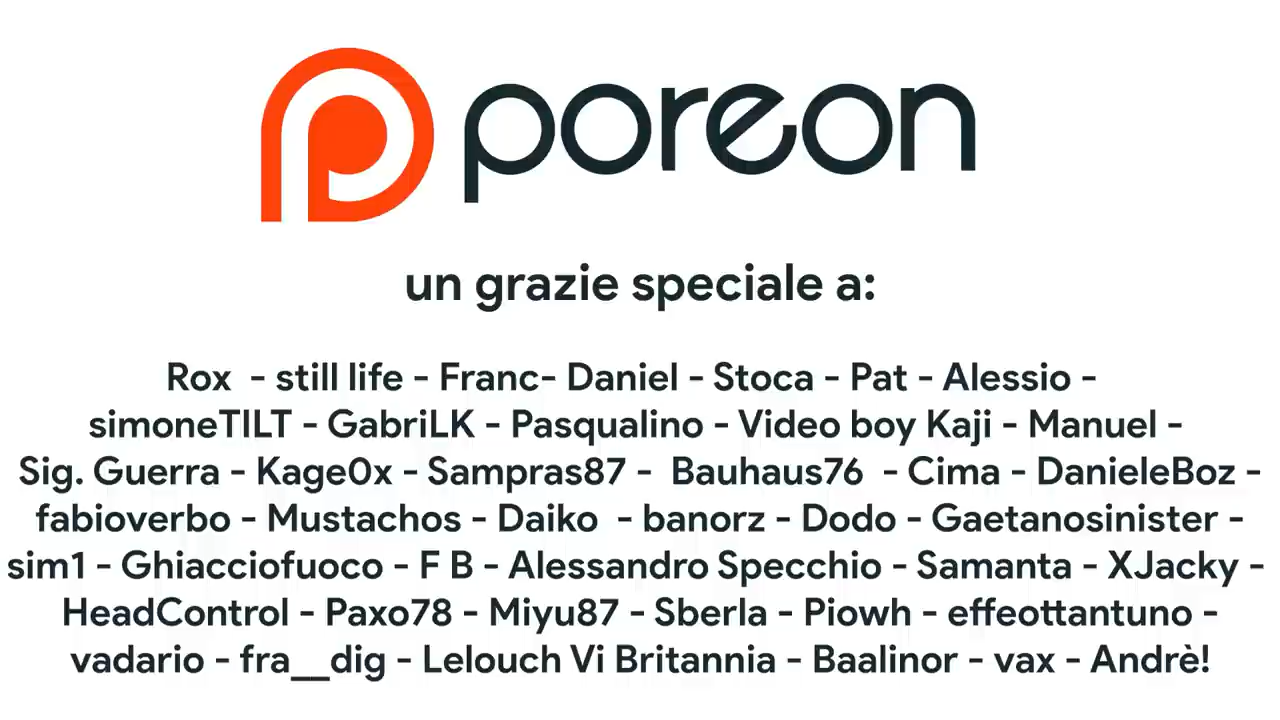 poreon
un grazie speciale a:
Rox - still life - Franc- Daniel - Stoca - Pat - Alessio -
simoneTILT - GabriLK - Pasqualino - Video boy Kaji - Manuel -
Sig. Guerra - Kage0x - Sampras87 - Bauhaus76 - Cima - DanieleBoz -
fabioverbo - Mustachos - Daiko - banorz - Dodo - Gaetanosinister -
sim1 - Ghiacciofuoco - F B - Alessandro Specchio - Samanta - XJacky -
HeadControl - Paxo78 - Miyu87 - Sberla - Piowh - effeottantuno -
vadario - fra__dig - Lelouch Vi Britannia - Baalinor - vax - Andrè!